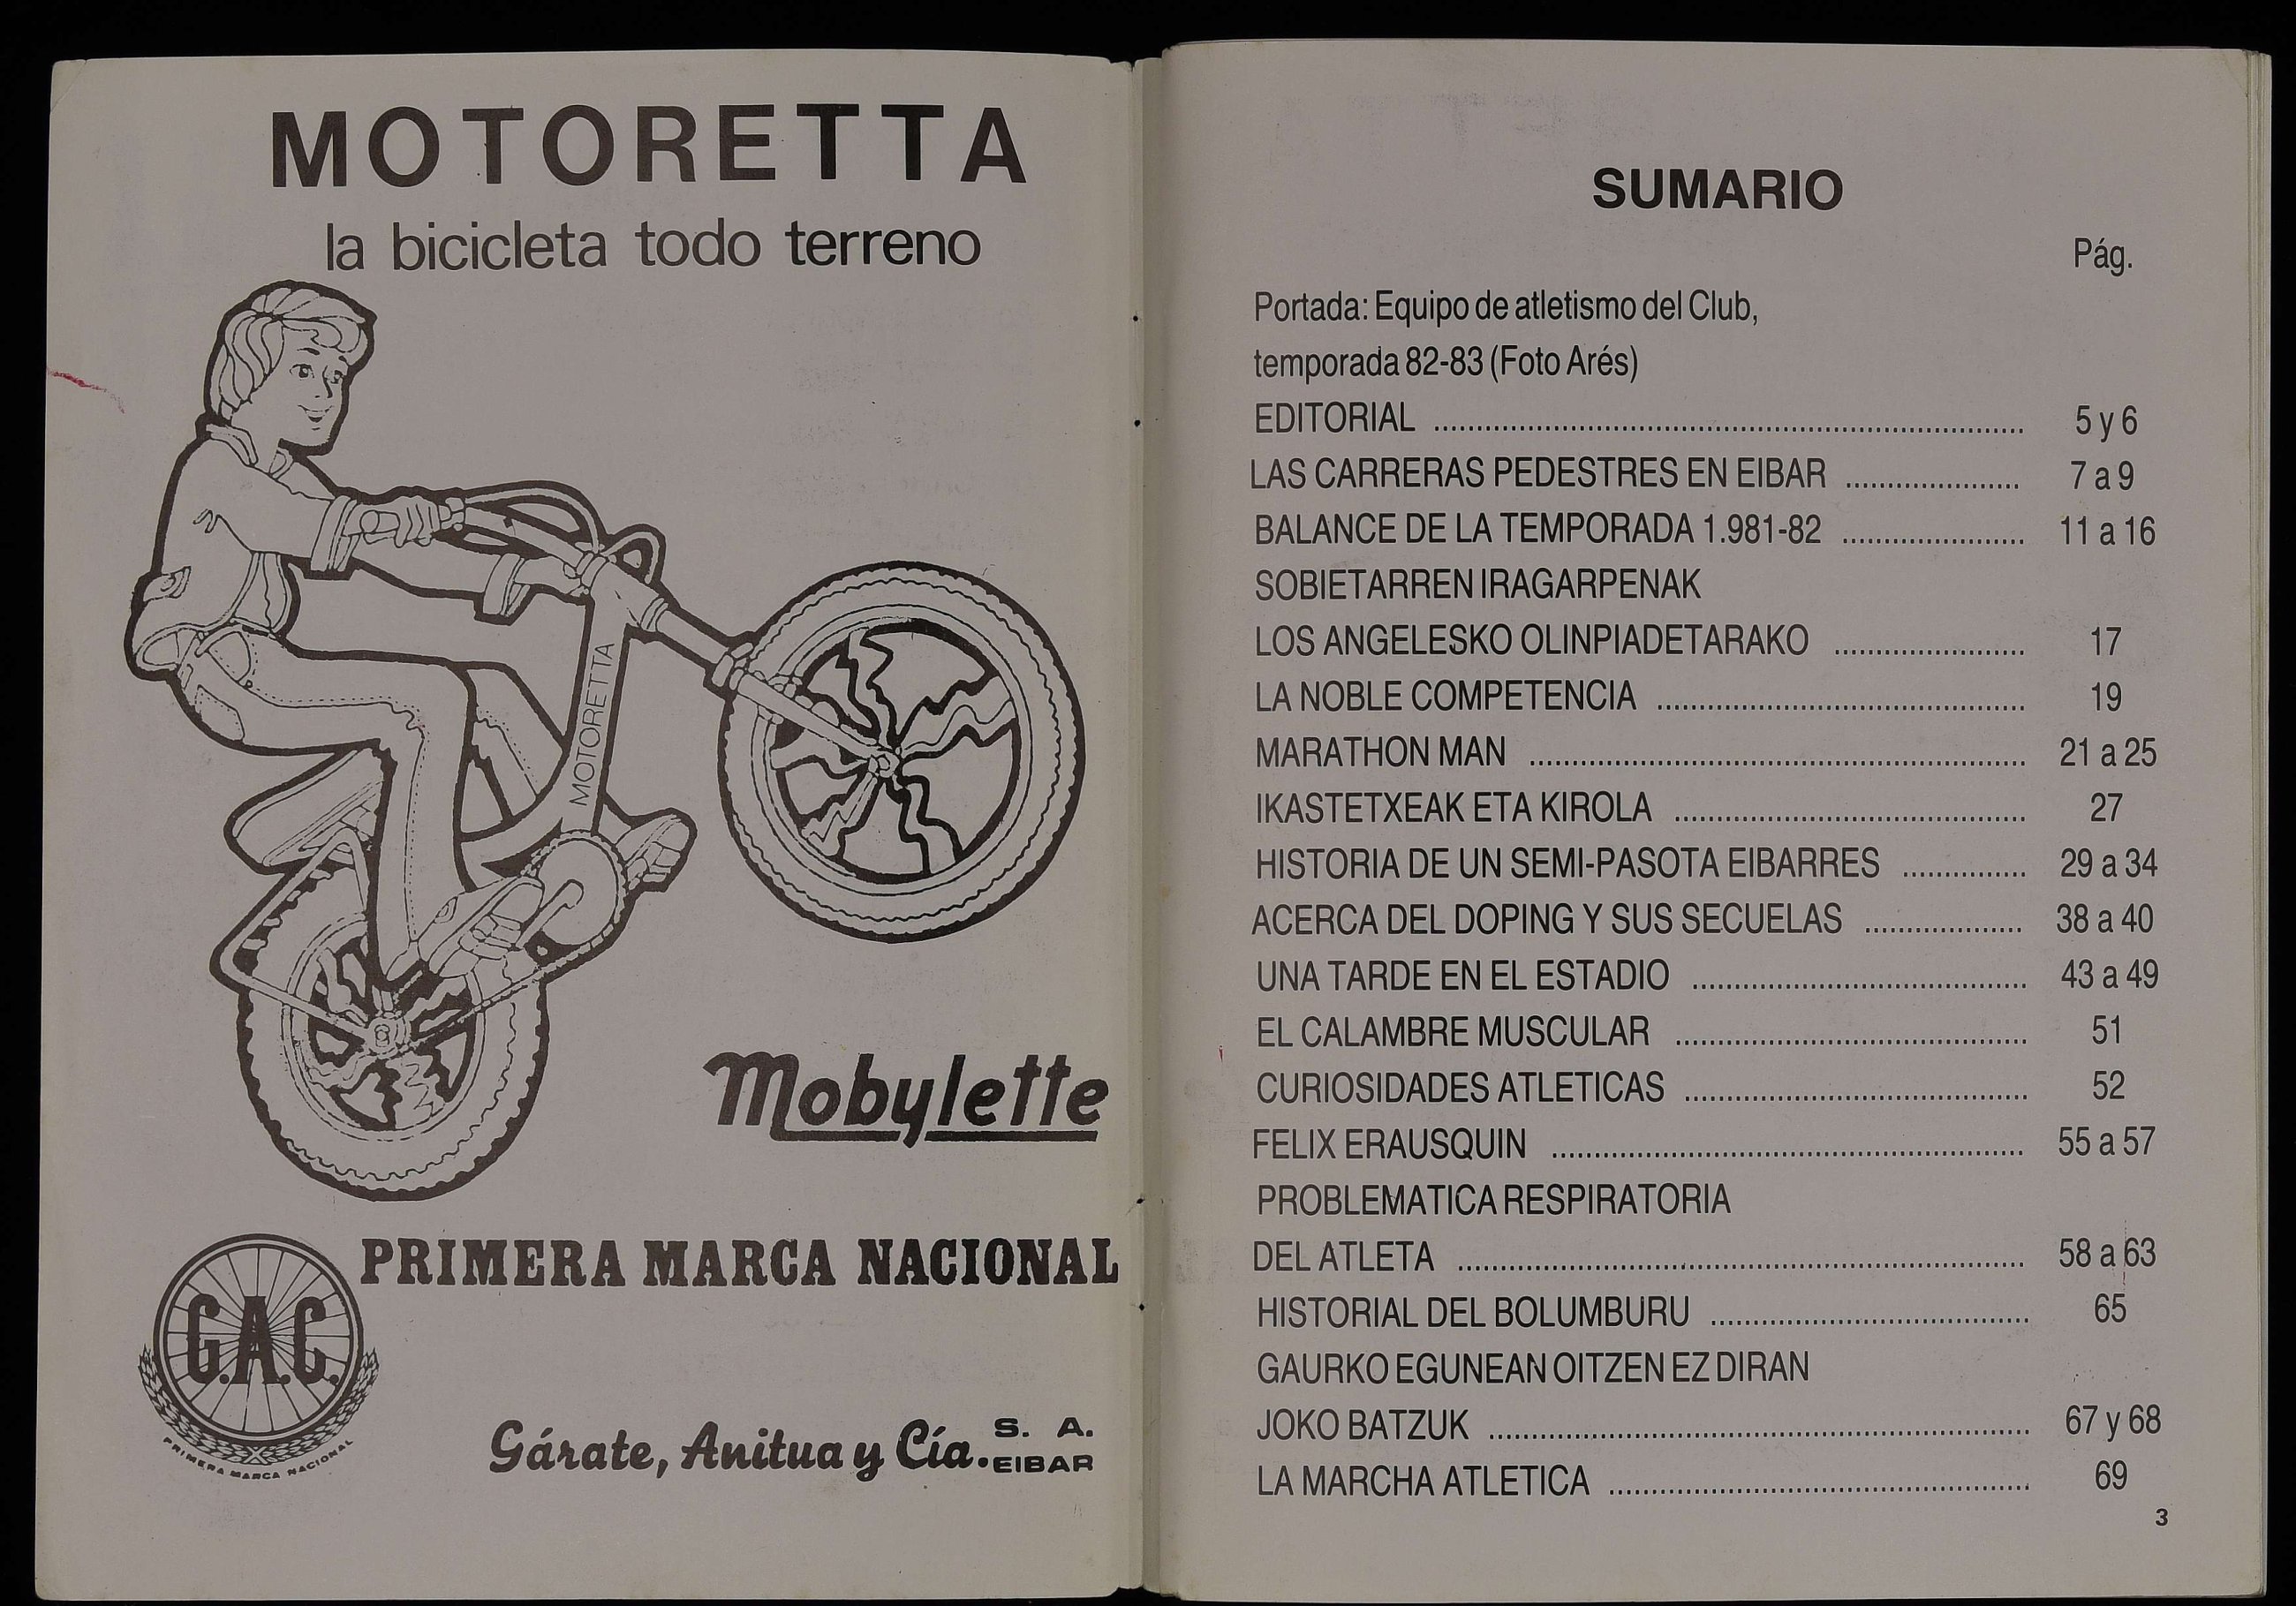 MOTORETTA
la bicicleta todo terreno
MOTORETTA
Mobylette
PRIMERA MARCA NACIONAL
G.A.C.
PRIMERA MARCA NACIONAL
Gárate, Anitua y Cía. S. A.
EIBAR
SUMARIO
Pág.
Portada: Equipo de atletismo del Club,
temporada 82-83 (Foto Arés)
EDITORIAL ........................ 5 y 6
LAS CARRERAS PEDESTRES EN EIBAR ........................ 7 a 9
BALANCE DE LA TEMPORADA 1.981-82 ........................ 11 a 16
SOBIETARREN IRAGARPENAK
LOS ANGELESKO OLINPIADETARAKO ........................ 17
LA NOBLE COMPETENCIA ........................ 19
MARATHON MAN ........................ 21 a 25
IKASTETXEAK ETA KIROLA ........................ 27
HISTORIA DE UN SEMI-PASOTA EIBARRES ........................ 29 a 34
ACERCA DEL DOPING Y SUS SECUELAS ........................ 38 a 40
UNA TARDE EN EL ESTADIO ........................ 43 a 49
EL CALAMBRE MUSCULAR ........................ 51
CURIOSIDADES ATLETICAS ........................ 52
FELIX ERAUSQUIN ........................ 55 a 57
PROBLEMATICA RESPIRATORIA
DEL ATLETA ........................ 58 a 63
HISTORIAL DEL BOLUMBURU ........................ 65
GAURKO EGUNEAN OITZEN EZ DIRAN
JOKO BATZUK ........................ 67 y 68
LA MARCHA ATLETICA ........................ 69
3